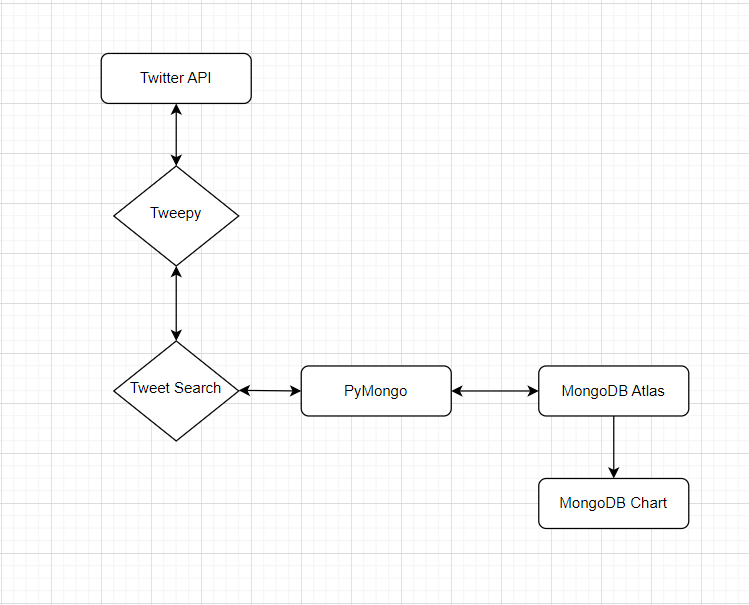 Twitter API
Tweepy
Tweet Search
PyMongo
MongoDB Atlas
MongoDB Chart